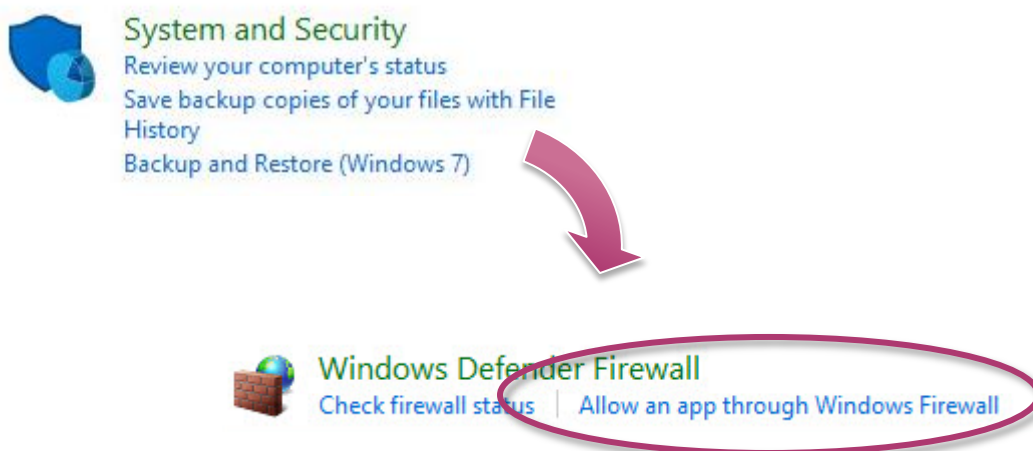 System and Security
Review your computer's status
Save backup copies of your files with File
History
Backup and Restore (Windows 7)
Windows Defender Firewall
Check firewall status Allow an app through Windows Firewall